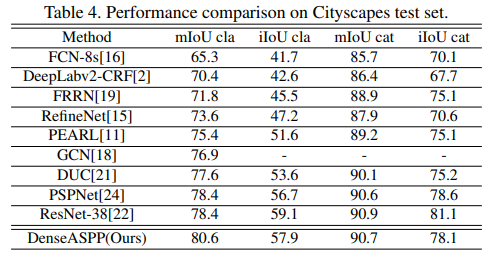 Table 4. Performance comparison on Cityscapes test set.
Method mIoU cla iIoU cla mIoU cat iIoU cat
FCN-8s[16] 65.3 41.7 85.7 70.1
DeepLabv2-CRF[2] 70.4 42.6 86.4 67.7
FRRN[19] 71.8 45.5 88.9 75.1
RefineNet[15] 73.6 47.2 87.9 70.6
PEARL[11] 75.4 51.6 89.2 75.1
GCN[18] 76.9 - - -
DUC[21] 77.6 53.6 90.1 75.2
PSPNet[24] 78.4 56.7 90.6 78.6
ResNet-38[22] 78.4 59.1 90.9 81.1
DenseASPP(Ours) 80.6 57.9 90.7 78.1